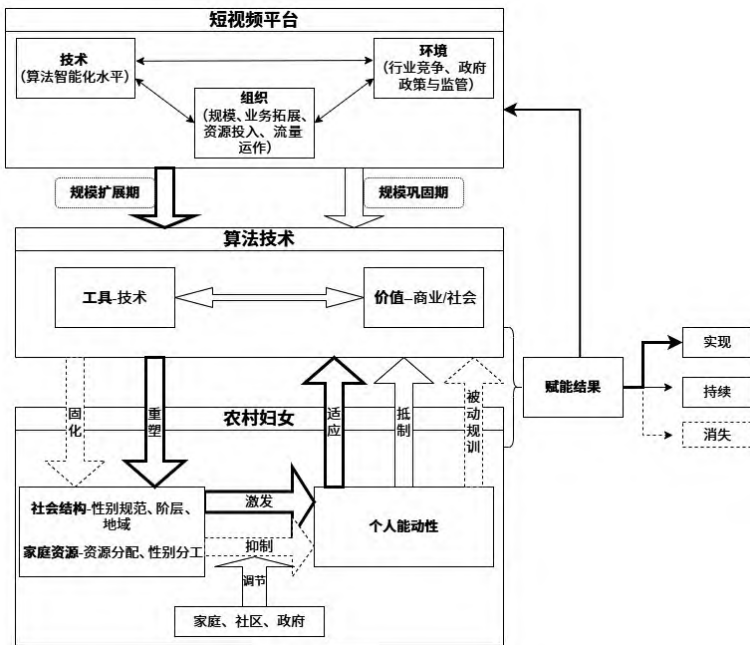 短视频平台
技术
(算法智能化水平)
环境
(行业竞争、政府
政策与监管)
组织
(规模、业务拓展、
资源投入、流量
运作)
规模扩展期
规模巩固期
算法技术
工具-技术
价值–商业/社会
固化
重塑
适应
抵制
被动规训
农村妇女
社会结构-性别规范、阶层、
地域
家庭资源-资源分配、性别分工
激发
抑制
调节
个人能动性
家庭、社区、政府
赋能结果
实现
持续
消失